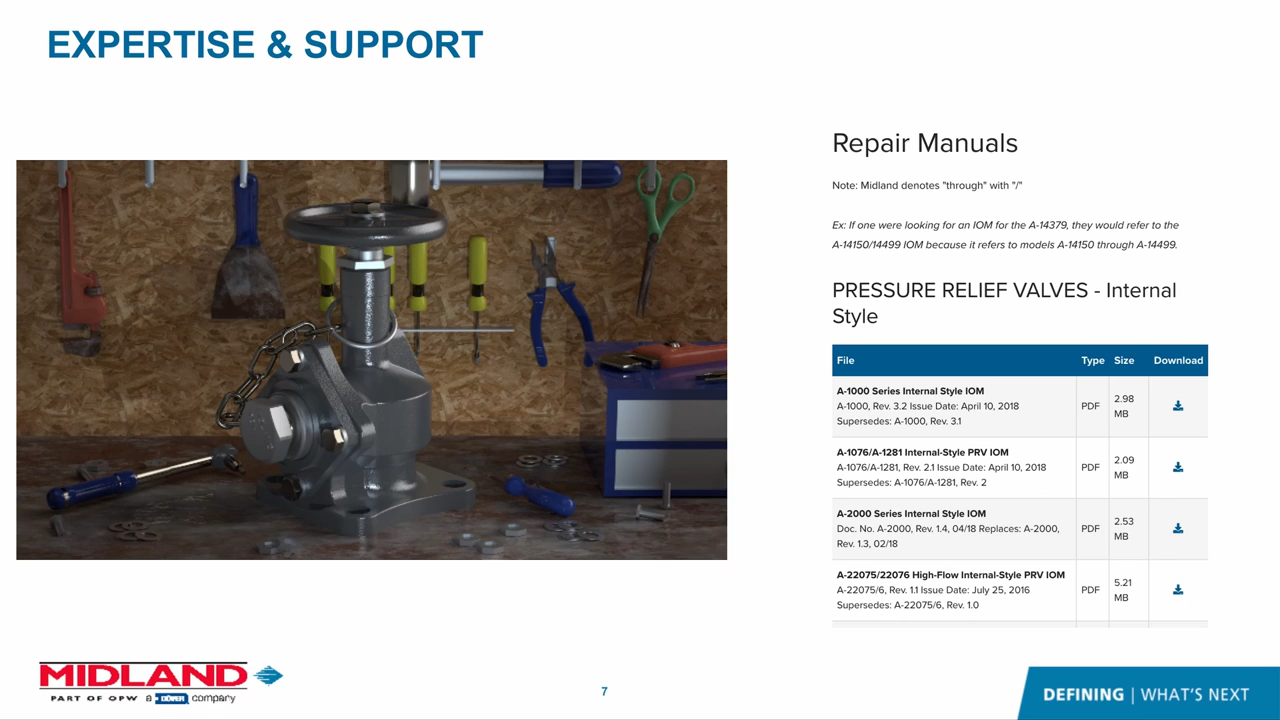 EXPERTISE & SUPPORT
Repair Manuals
Note: Midland denotes "through" with "/"
Ex: If one were looking for an IOM for the A-14379, they would refer to the
A-14150/14499 IOM because it refers to models A-14150 through A-14499.
PRESSURE RELIEF VALVES - Internal
Style
File Type Size Download
A-1000 Series Internal Style IOM
A-1000, Rev. 3.2 Issue Date: April 10, 2018
Supersedes: A-1000, Rev. 3.1
PDF
2.98
MB
A-1076/A-1281 Internal-Style PRV IOM
A-1076/A-1281, Rev. 2.1 Issue Date: April 10, 2018
Supersedes: A-1076/A-1281, Rev. 2
PDF
2.09
MB
A-2000 Series Internal Style IOM
Doc. No. A-2000, Rev. 1.4, 04/18 Replaces: A-2000,
Rev. 1.3, 02/18
PDF
2.53
MB
A-22075/22076 High-Flow Internal-Style PRV IOM
A-22075/6, Rev. 1.1 Issue Date: July 25, 2016
Supersedes: A-22075/6, Rev. 1.0
PDF
5.21
MB
MIDLAND
PART OF OPW a DOVER company
7
DEFINING | WHAT'S NEXT